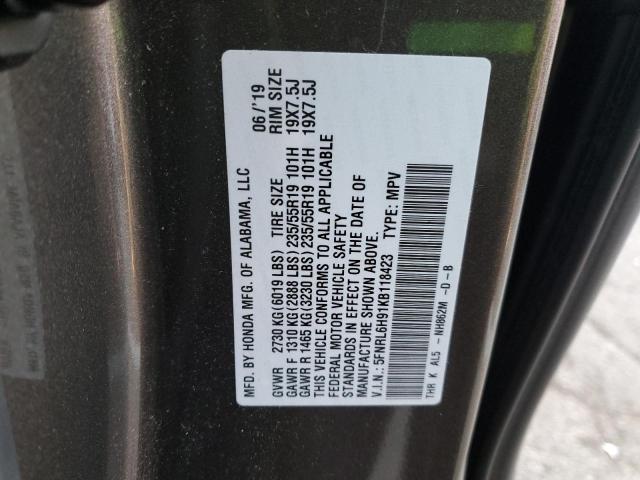 MFD. BY HONDA MFG. OF ALABAMA, LLC 06/'19
GVWR 2730 KG (6019 LBS) TIRE SIZE RIM SIZE
GAWR F 1310 KG (2888 LBS) 235/55R19 101H 19X7.5J
GAWR R 1465 KG (3230 LBS) 235/55R19 101H 19X7.5J
THIS VEHICLE CONFORMS TO ALL APPLICABLE
FEDERAL MOTOR VEHICLE SAFETY
STANDARDS IN EFFECT ON THE DATE OF
MANUFACTURE SHOWN ABOVE.
V.I.N.: 5FNRL6H91KB118423 TYPE: MPV
THR K AL5 - NH862M -D-B